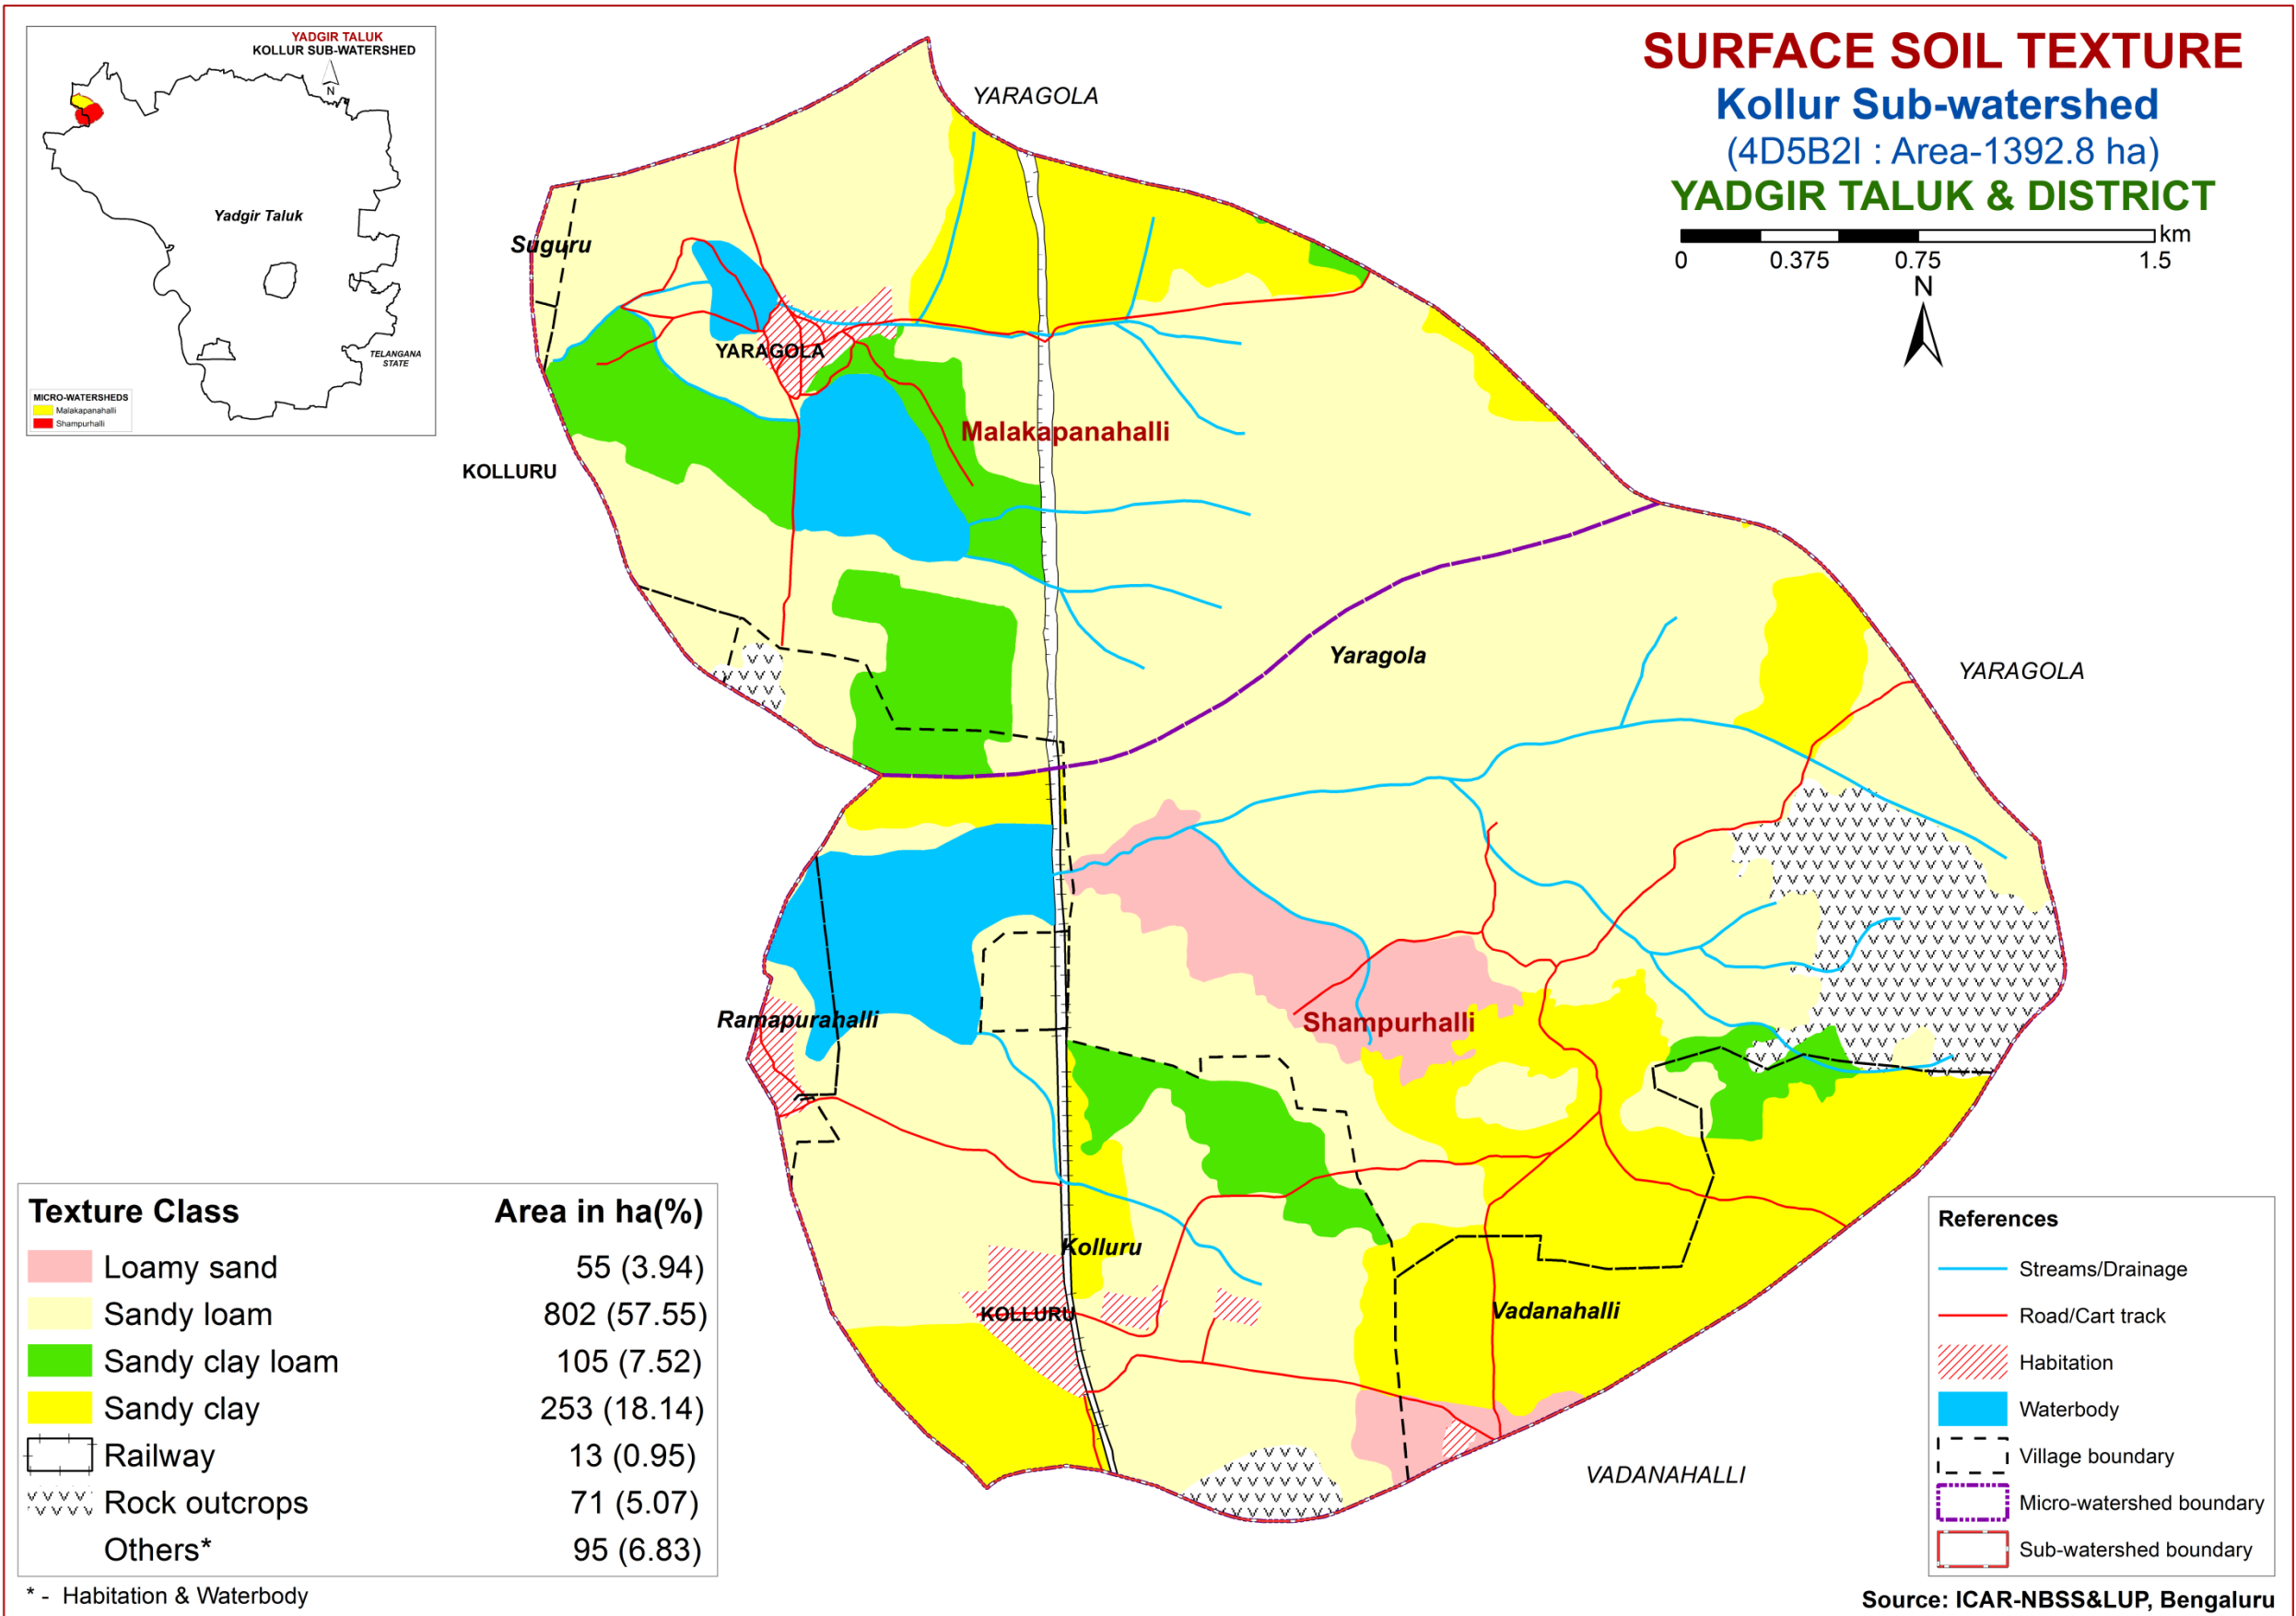 YADGIR TALUK
KOLLUR SUB-WATERSHED
N
Yadgir Taluk
TELANGANA
STATE
MICRO-WATERSHEDS
Malakapanahalli
Shampurhalli
SURFACE SOIL TEXTURE
Kollur Sub-watershed
(4D5B2I : Area-1392.8 ha)
YADGIR TALUK & DISTRICT
km
0 0.375 0.75 1.5
N
YARAGOLA
Suguru
YARAGOLA
Malakapanahalli
KOLLURU
Yaragola
YARAGOLA
Ramapurahalli
Shampurhalli
Kolluru
KOLLURU
Vadanahalli
VADANAHALLI
Texture Class Area in ha(%)
Loamy sand 55 (3.94)
Sandy loam 802 (57.55)
Sandy clay loam 105 (7.52)
Sandy clay 253 (18.14)
Railway 13 (0.95)
Rock outcrops 71 (5.07)
Others* 95 (6.83)
* - Habitation & Waterbody
References
Streams/Drainage
Road/Cart track
Habitation
Waterbody
Village boundary
Micro-watershed boundary
Sub-watershed boundary
Source: ICAR-NBSS&LUP, Bengaluru